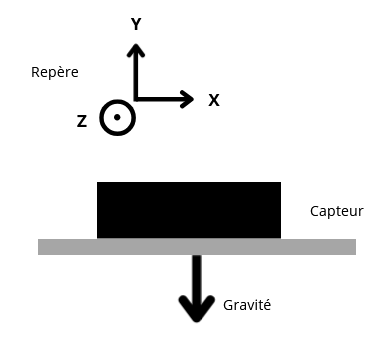 Y
Repère
X
Z
Capteur
Gravité